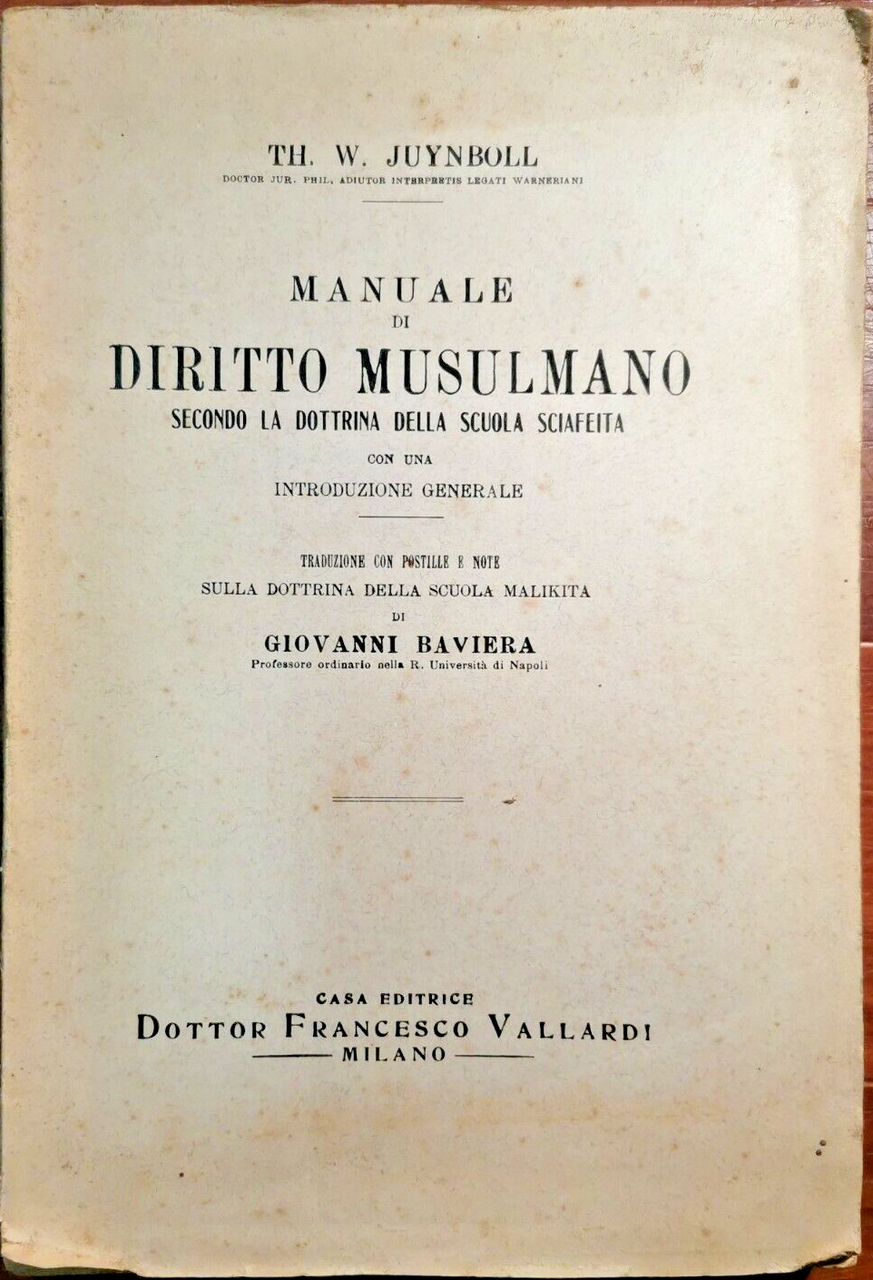 TH. W. JUYNBOLL
DOCTOR JUR. PHIL, ADIUTOR INTERPRETIS LEGATI WARNERIANI
MANUALE
DI
DIRITTO MUSULMANO
SECONDO LA DOTTRINA DELLA SCUOLA SCIAFEITA
CON UNA
INTRODUZIONE GENERALE
TRADUZIONE CON POSTILLE E NOTE
SULLA DOTTRINA DELLA SCUOLA MALIKITA
DI
GIOVANNI BAVIERA
Professore ordinario nella R. Università di Napoli
CASA EDITRICE
DOTTOR FRANCESCO VALLARDI
MILANO